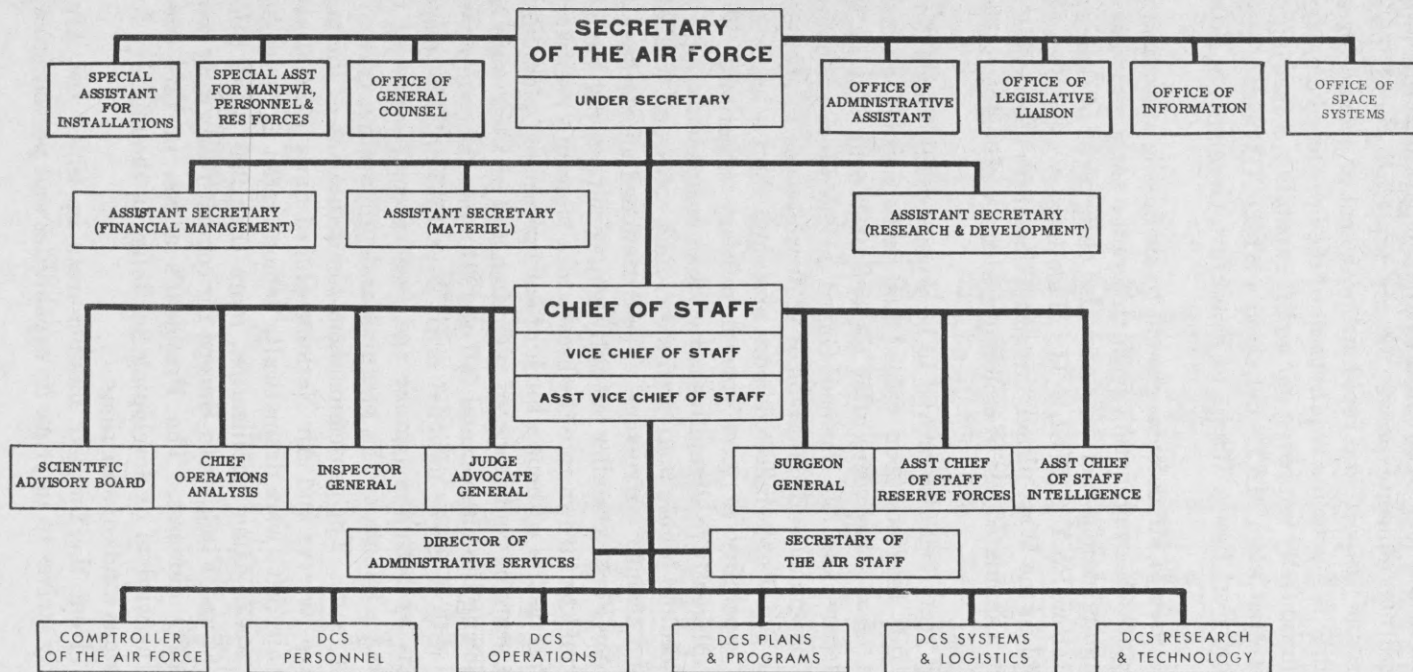 SECRETARY
OF THE AIR FORCE
UNDER SECRETARY
SPECIAL
ASSISTANT
FOR
INSTALLATIONS
SPECIAL ASST
FOR MANPWR,
PERSONNEL &
RES FORCES
OFFICE OF
GENERAL
COUNSEL
OFFICE OF
ADMINISTRATIVE
ASSISTANT
OFFICE OF
LEGISLATIVE
LIAISON
OFFICE OF
INFORMATION
OFFICE OF
SPACE
SYSTEMS
ASSISTANT SECRETARY
(FINANCIAL MANAGEMENT)
ASSISTANT SECRETARY
(MATERIEL)
ASSISTANT SECRETARY
(RESEARCH & DEVELOPMENT)
CHIEF OF STAFF
VICE CHIEF OF STAFF
ASST VICE CHIEF OF STAFF
SCIENTIFIC
ADVISORY BOARD
CHIEF
OPERATIONS
ANALYSIS
INSPECTOR
GENERAL
JUDGE
ADVOCATE
GENERAL
SURGEON
GENERAL
ASST CHIEF
OF STAFF
RESERVE FORCES
ASST CHIEF
OF STAFF
INTELLIGENCE
DIRECTOR OF
ADMINISTRATIVE SERVICES
SECRETARY OF
THE AIR STAFF
COMPTROLLER
OF THE AIR FORCE
DCS
PERSONNEL
DCS
OPERATIONS
DCS PLANS
& PROGRAMS
DCS SYSTEMS
& LOGISTICS
DCS RESEARCH
& TECHNOLOGY